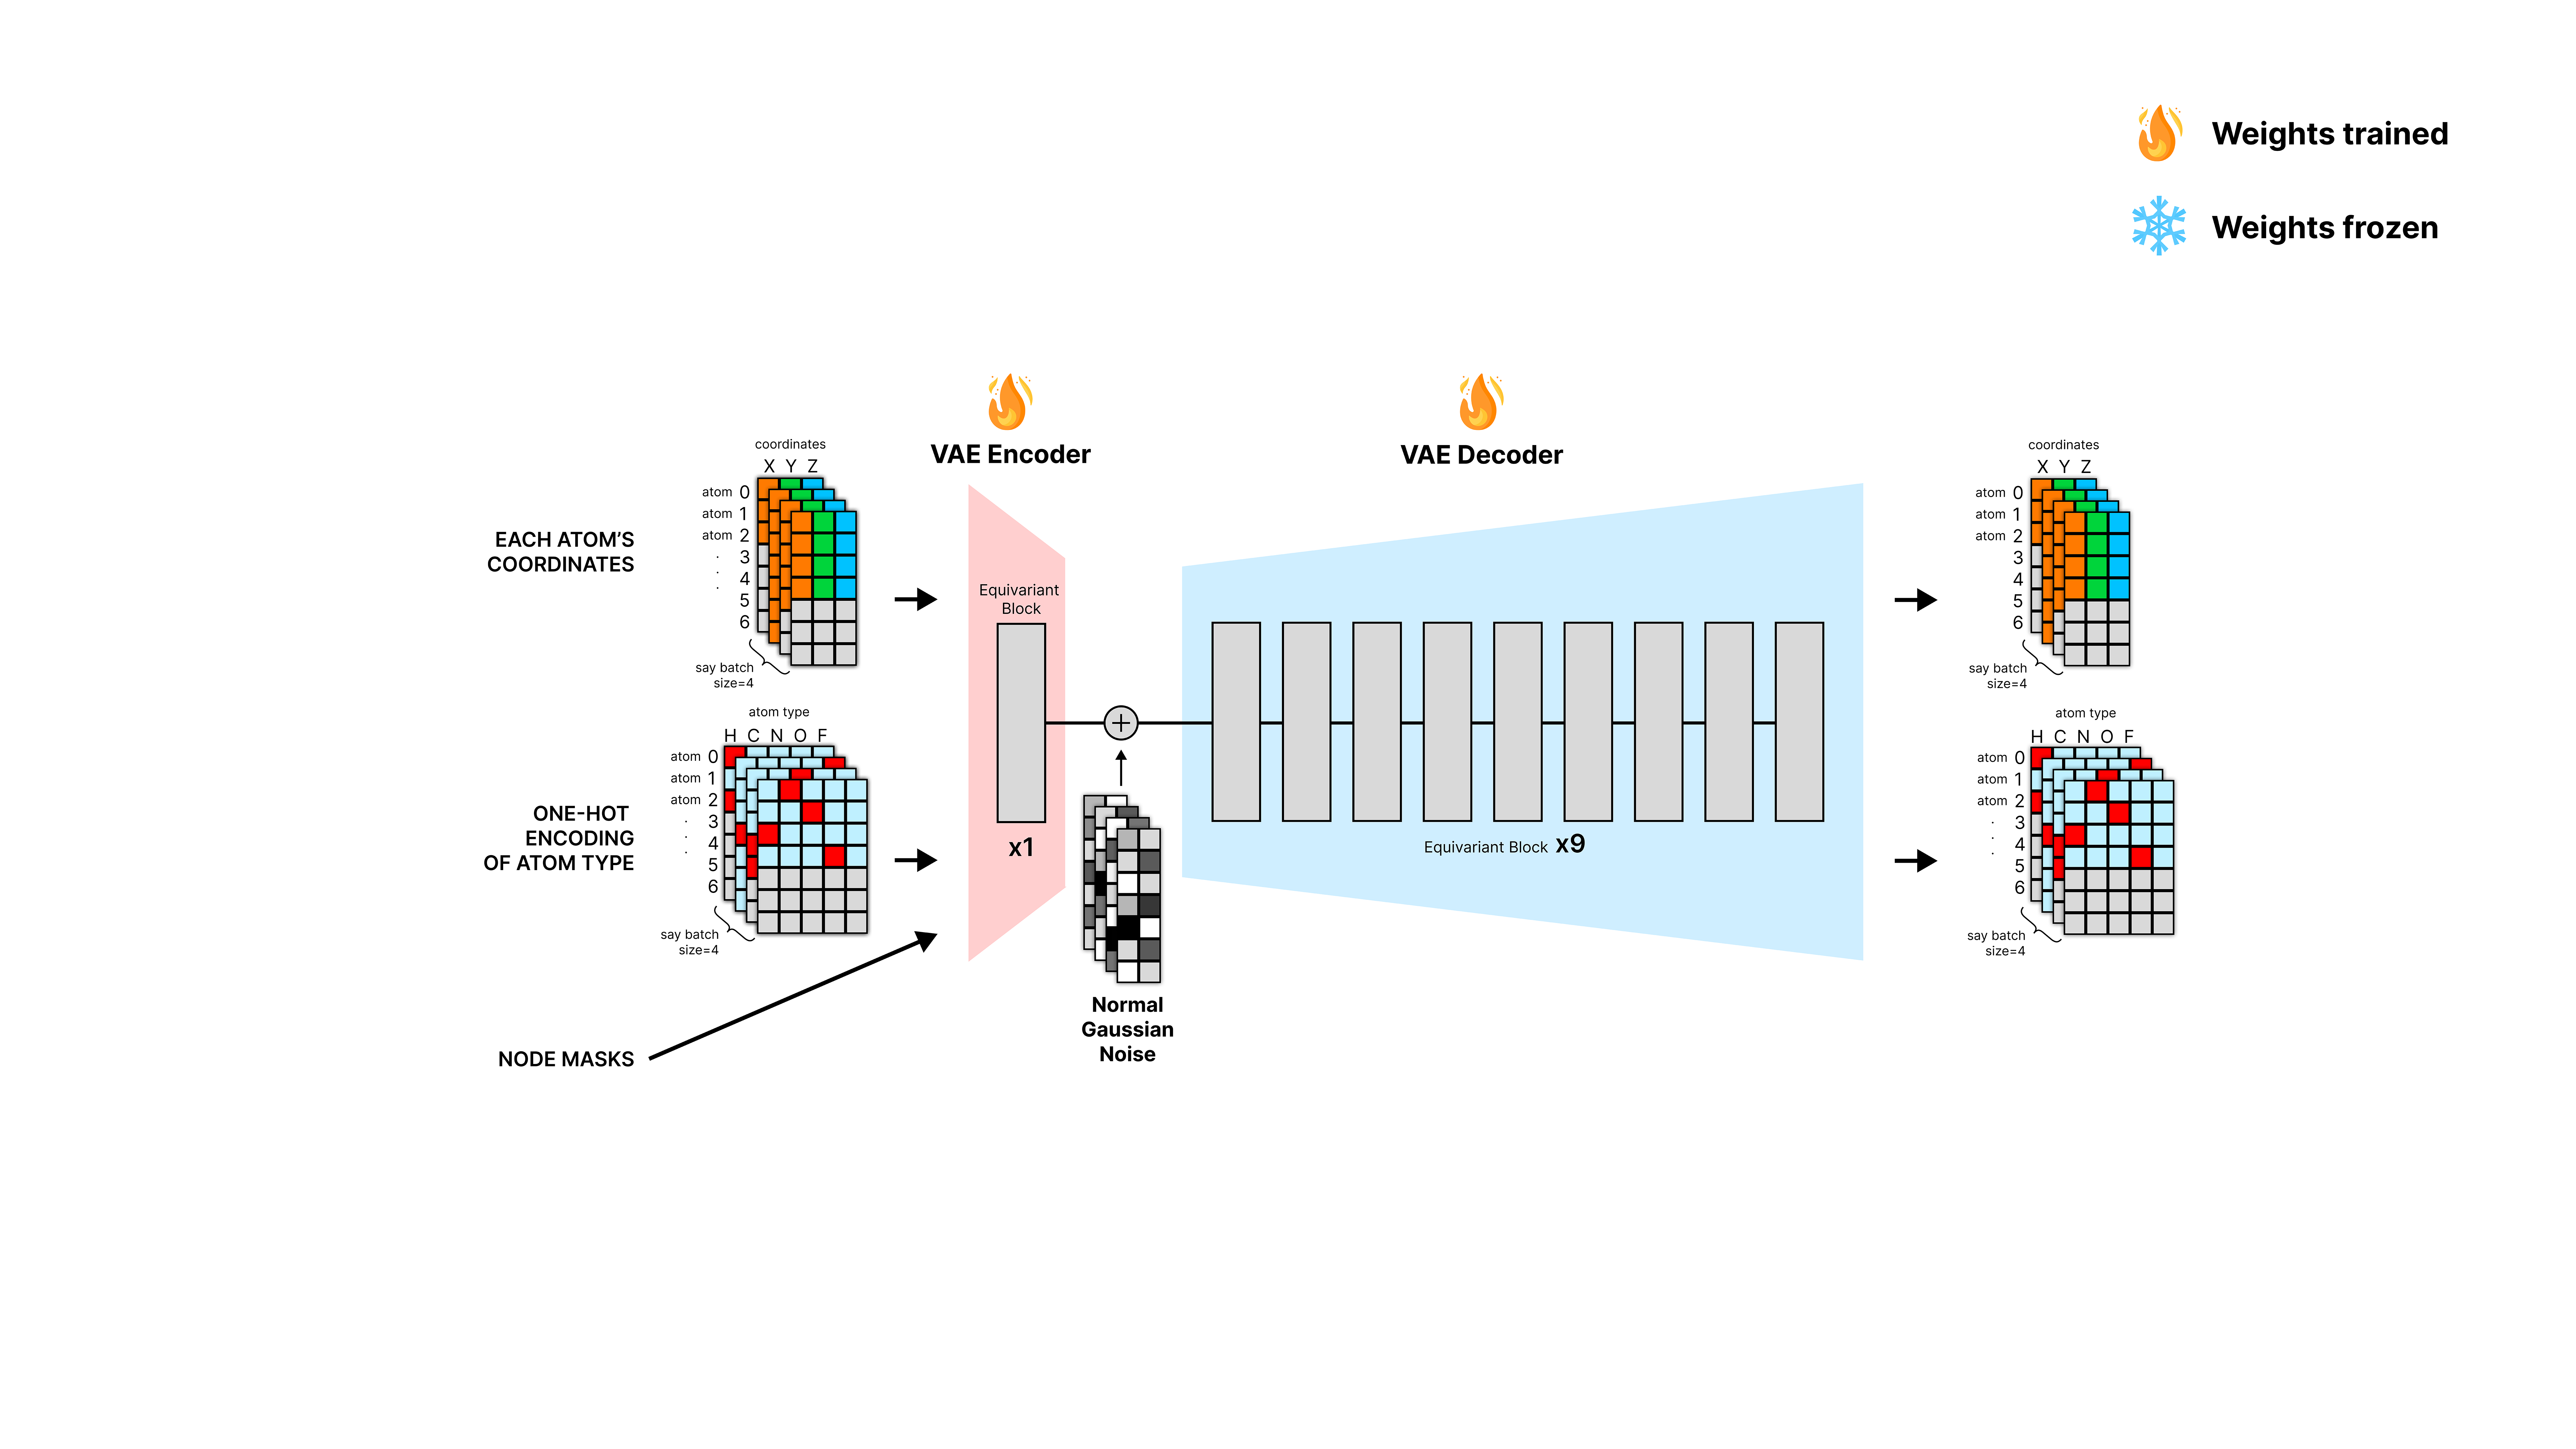 Weights trained
Weights frozen
VAE Encoder
VAE Decoder
coordinates
X Y Z
atom 0
atom 1
atom 2
. 3
. 4
. 5
6
say batch
size=4
EACH ATOM'S
COORDINATES
atom type
H C N O F
atom 0
atom 1
atom 2
. 3
. 4
. 5
6
say batch
size=4
ONE-HOT
ENCODING
OF ATOM TYPE
NODE MASKS
Equivariant
Block
x1
+
Normal
Gaussian
Noise
Equivariant Block x9
coordinates
X Y Z
atom 0
atom 1
atom 2
3
4
5
6
say batch
size=4
atom type
H C N O F
atom 0
atom 1
atom 2
. 3
. 4
. 5
6
say batch
size=4